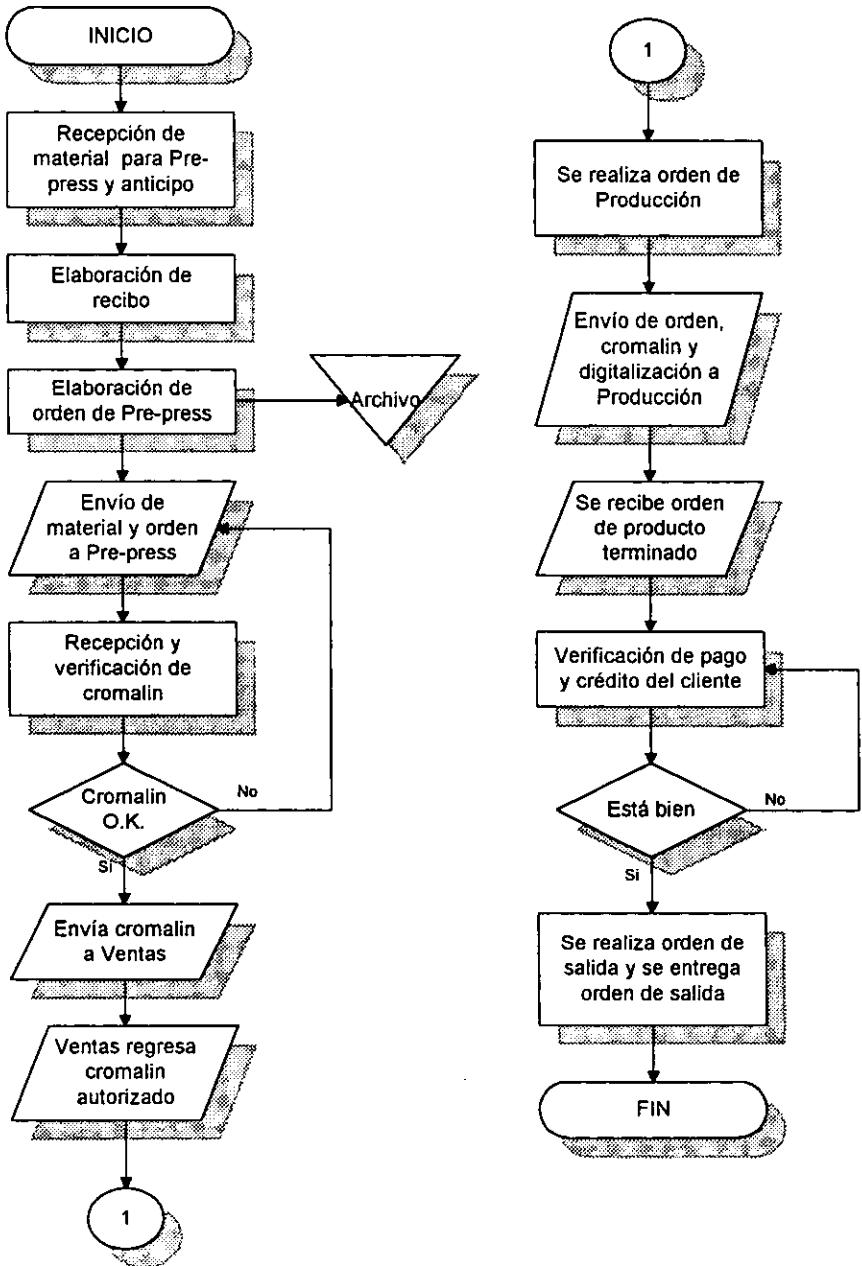 INICIO
Recepción de
material para Pre-
press y anticipo
Elaboración de
recibo
Elaboración de
orden de Pre-press
Archivo
Envío de
material y orden
a Pre-press
Recepción y
verificación de
cromalin
Cromalin
O.K.
No
Si
Envía cromalin
a Ventas
Ventas regresa
cromalin
autorizado
1
1
Se realiza orden de
Producción
Envío de orden,
cromalin y
digitalización a
Producción
Se recibe orden
de producto
terminado
Verificación de pago
y crédito del cliente
Está bien
No
Si
Se realiza orden de
salida y se entrega
orden de salida
FIN